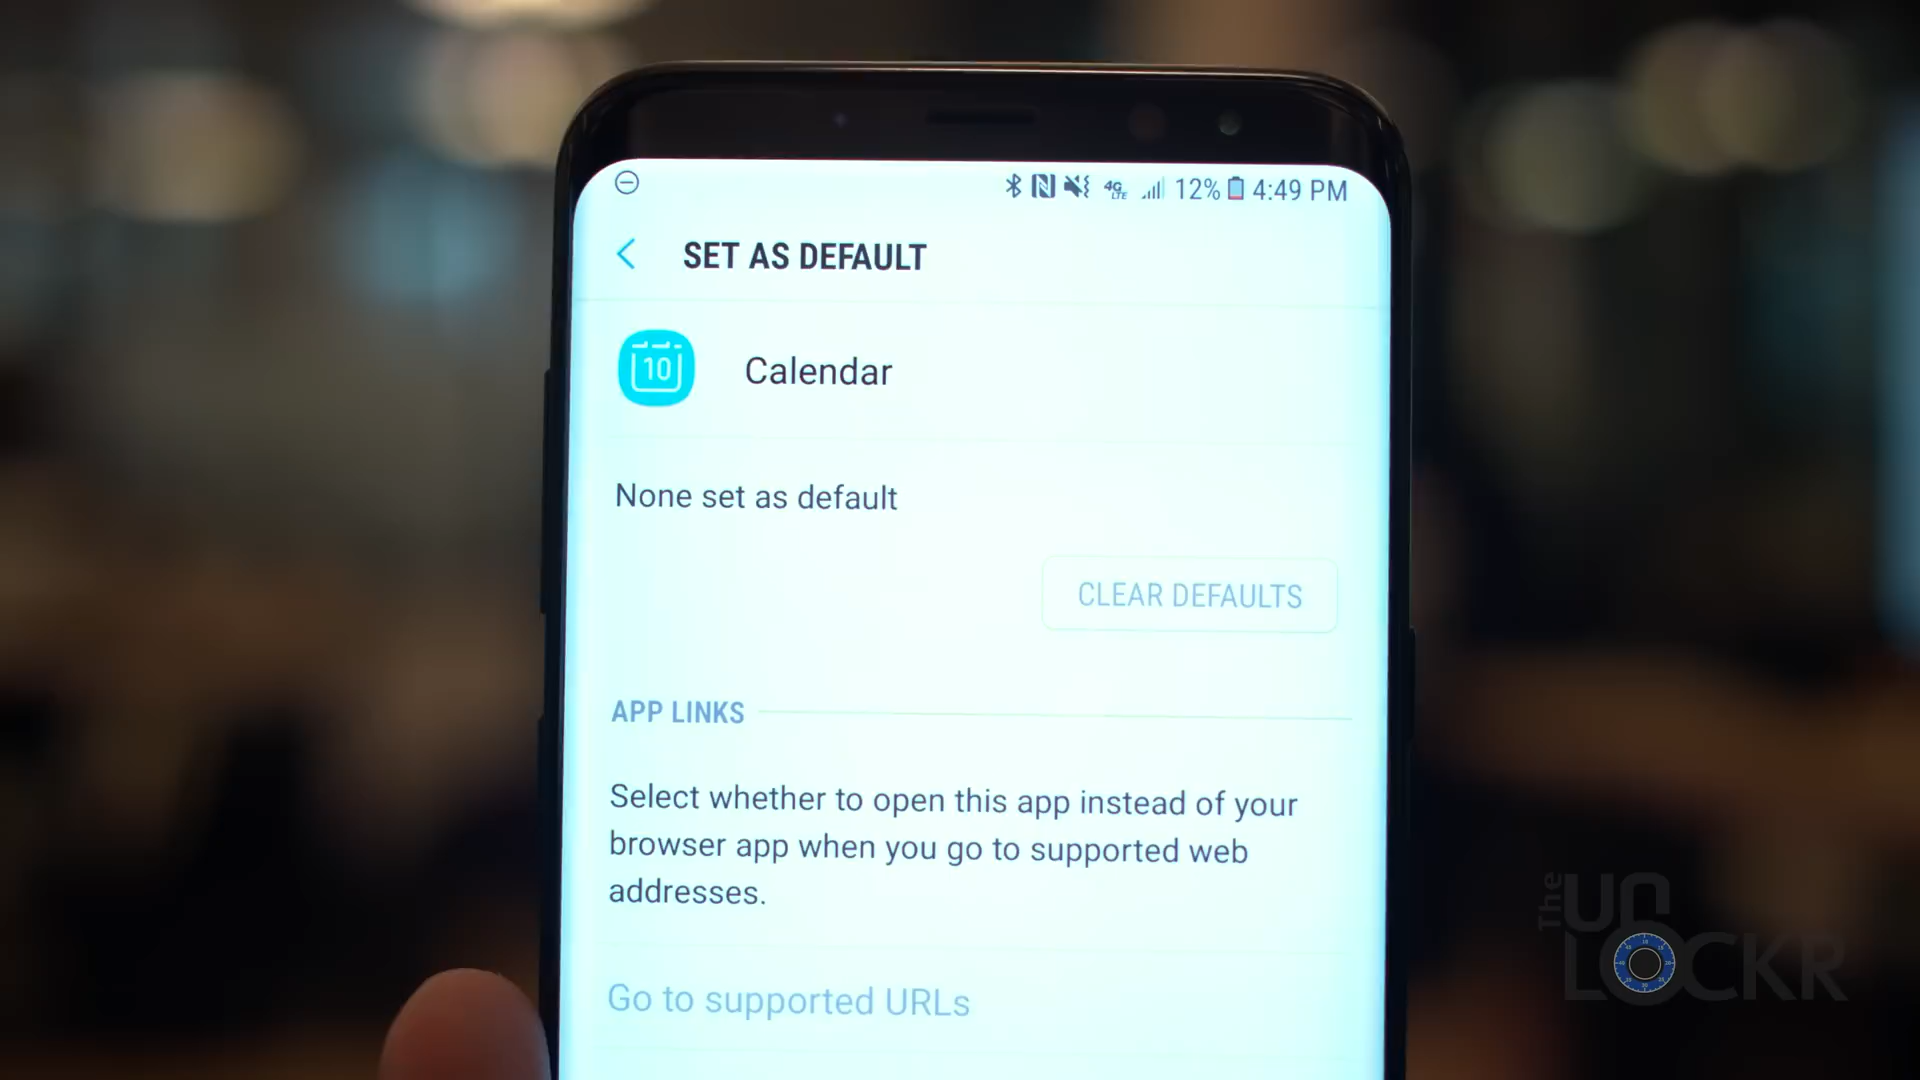 4G LTE 12% 4:49 PM
SET AS DEFAULT
10
Calendar
None set as default
CLEAR DEFAULTS
APP LINKS
Select whether to open this app instead of your
browser app when you go to supported web
addresses.
Go to supported URLs
The
UN
LOCKR